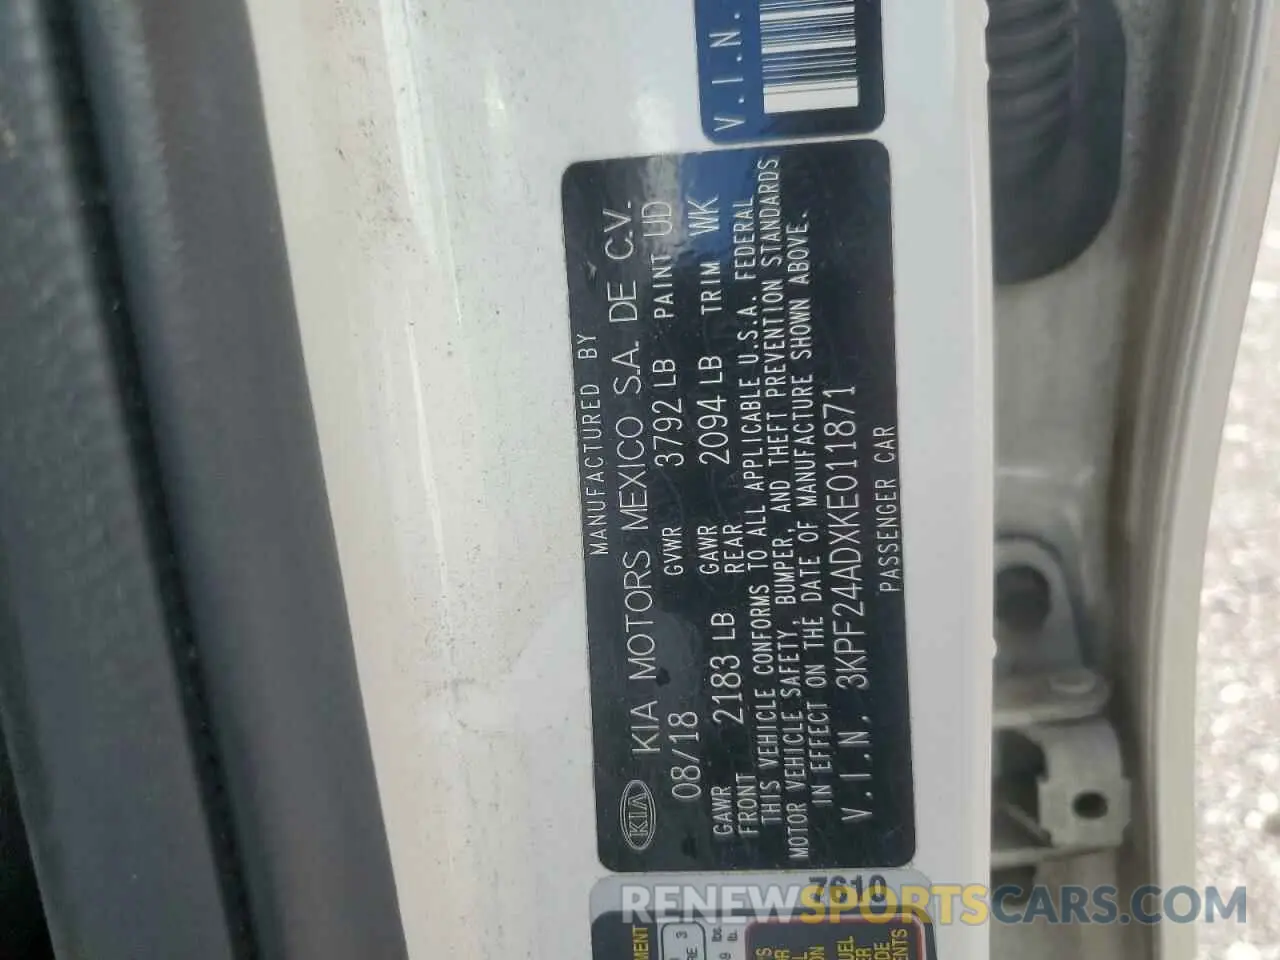 V.I.N.
MANUFACTURED BY
KIA KIA MOTORS MEXICO S.A. DE C.V.
08/18 GVWR 3792 LB PAINT UD
GAWR FRONT 2183 LB GAWR REAR 2094 LB TRIM WK
THIS VEHICLE CONFORMS TO ALL APPLICABLE U.S.A. FEDERAL
MOTOR VEHICLE SAFETY, BUMPER, AND THEFT PREVENTION STANDARDS
IN EFFECT ON THE DATE OF MANUFACTURE SHOWN ABOVE.
V.I.N. 3KPF24ADXKE011871
PASSENGER CAR
7610
RENEWSPORTSCARS.COM